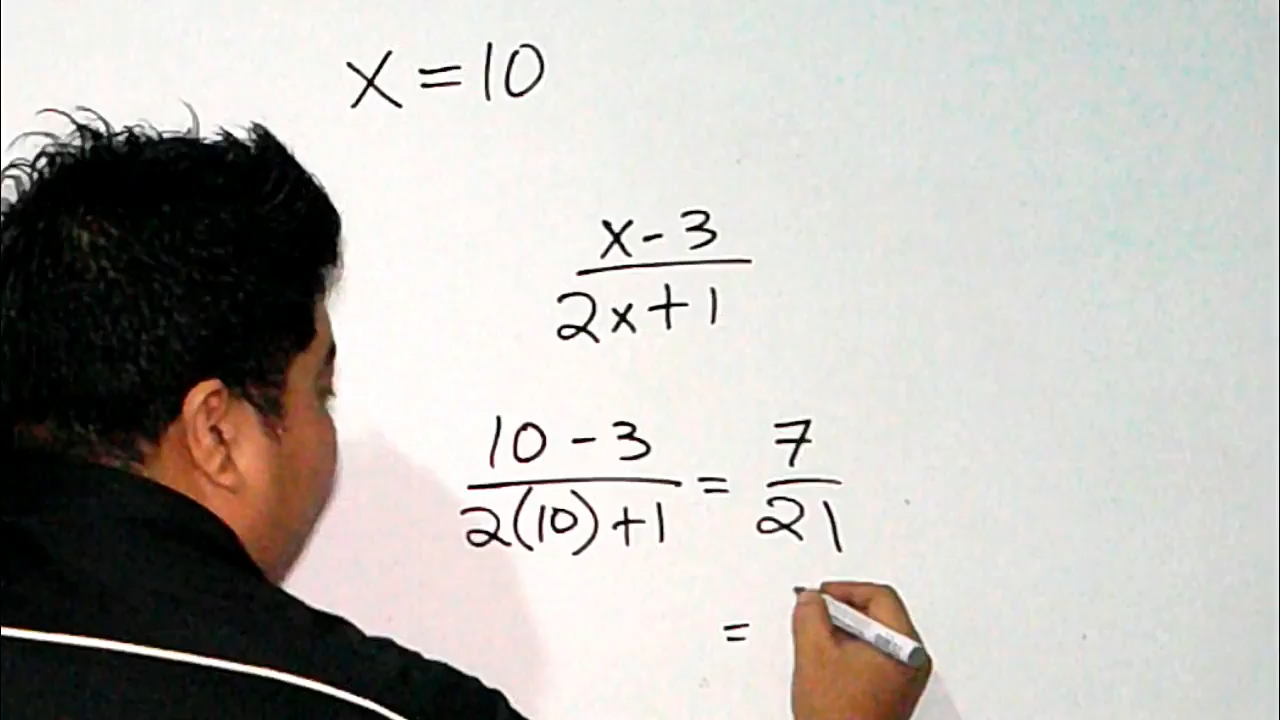 x = 10
x - 3
2x + 1
10 - 3
2(10) + 1
=
7
21
=